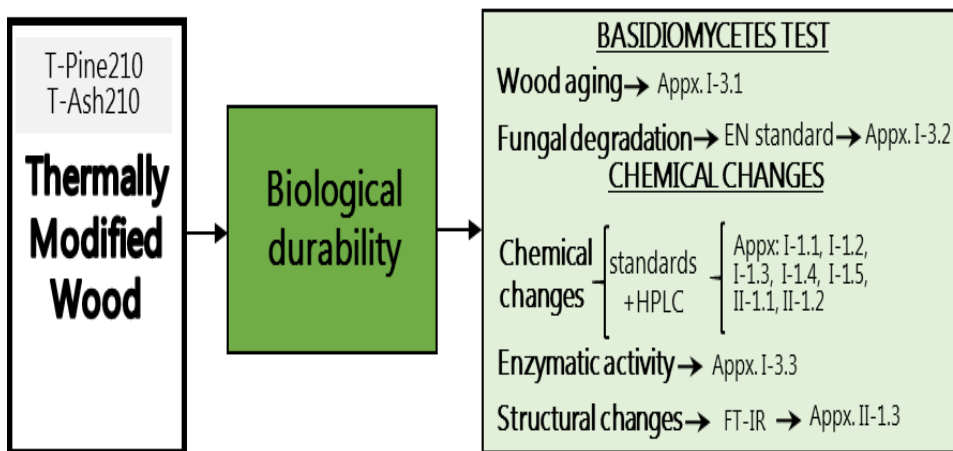 T-Pine210
T-Ash210
Thermally
Modified
Wood
Biological
durability
BASIDIOMYCETES TEST
Wood aging → Appx. I-3.1
Fungal degradation → EN standard → Appx. I-3.2
CHEMICAL CHANGES
Chemical
changes
standards
+HPLC
Appx: I-1.1, I-1.2,
I-1.3, I-1.4, I-1.5,
II-1.1, II-1.2
Enzymatic activity → Appx. I-3.3
Structural changes → FT-IR → Appx. II-1.3